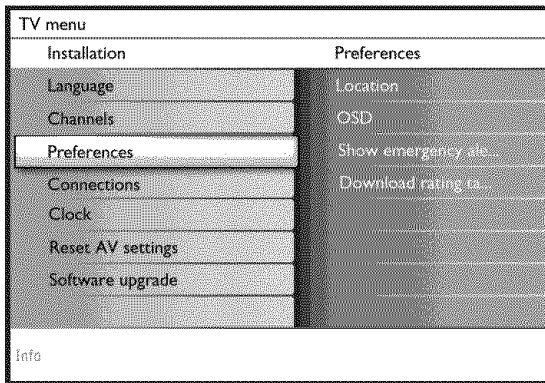 TV menu
Installation
Preferences
Language
Location
Channels
OSD
Preferences
Show emergency ale...
Connections
Download rating ta...
Clock
Reset AV settings
Software upgrade
Info